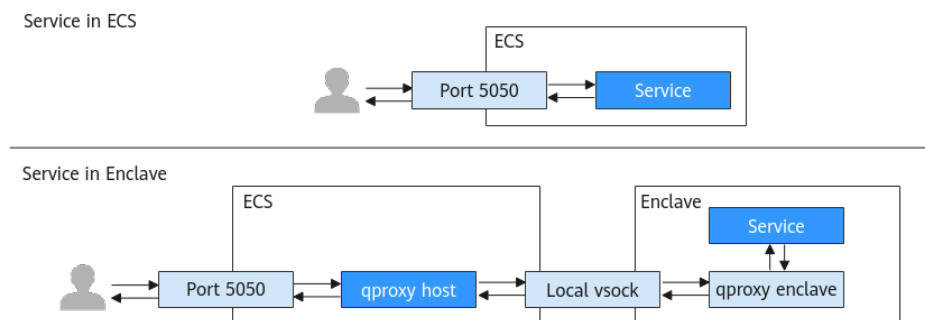 Service in ECS
ECS
Port 5050
Service
Service in Enclave
ECS
Enclave
Service
Port 5050
qproxy host
Local vsock
qproxy enclave